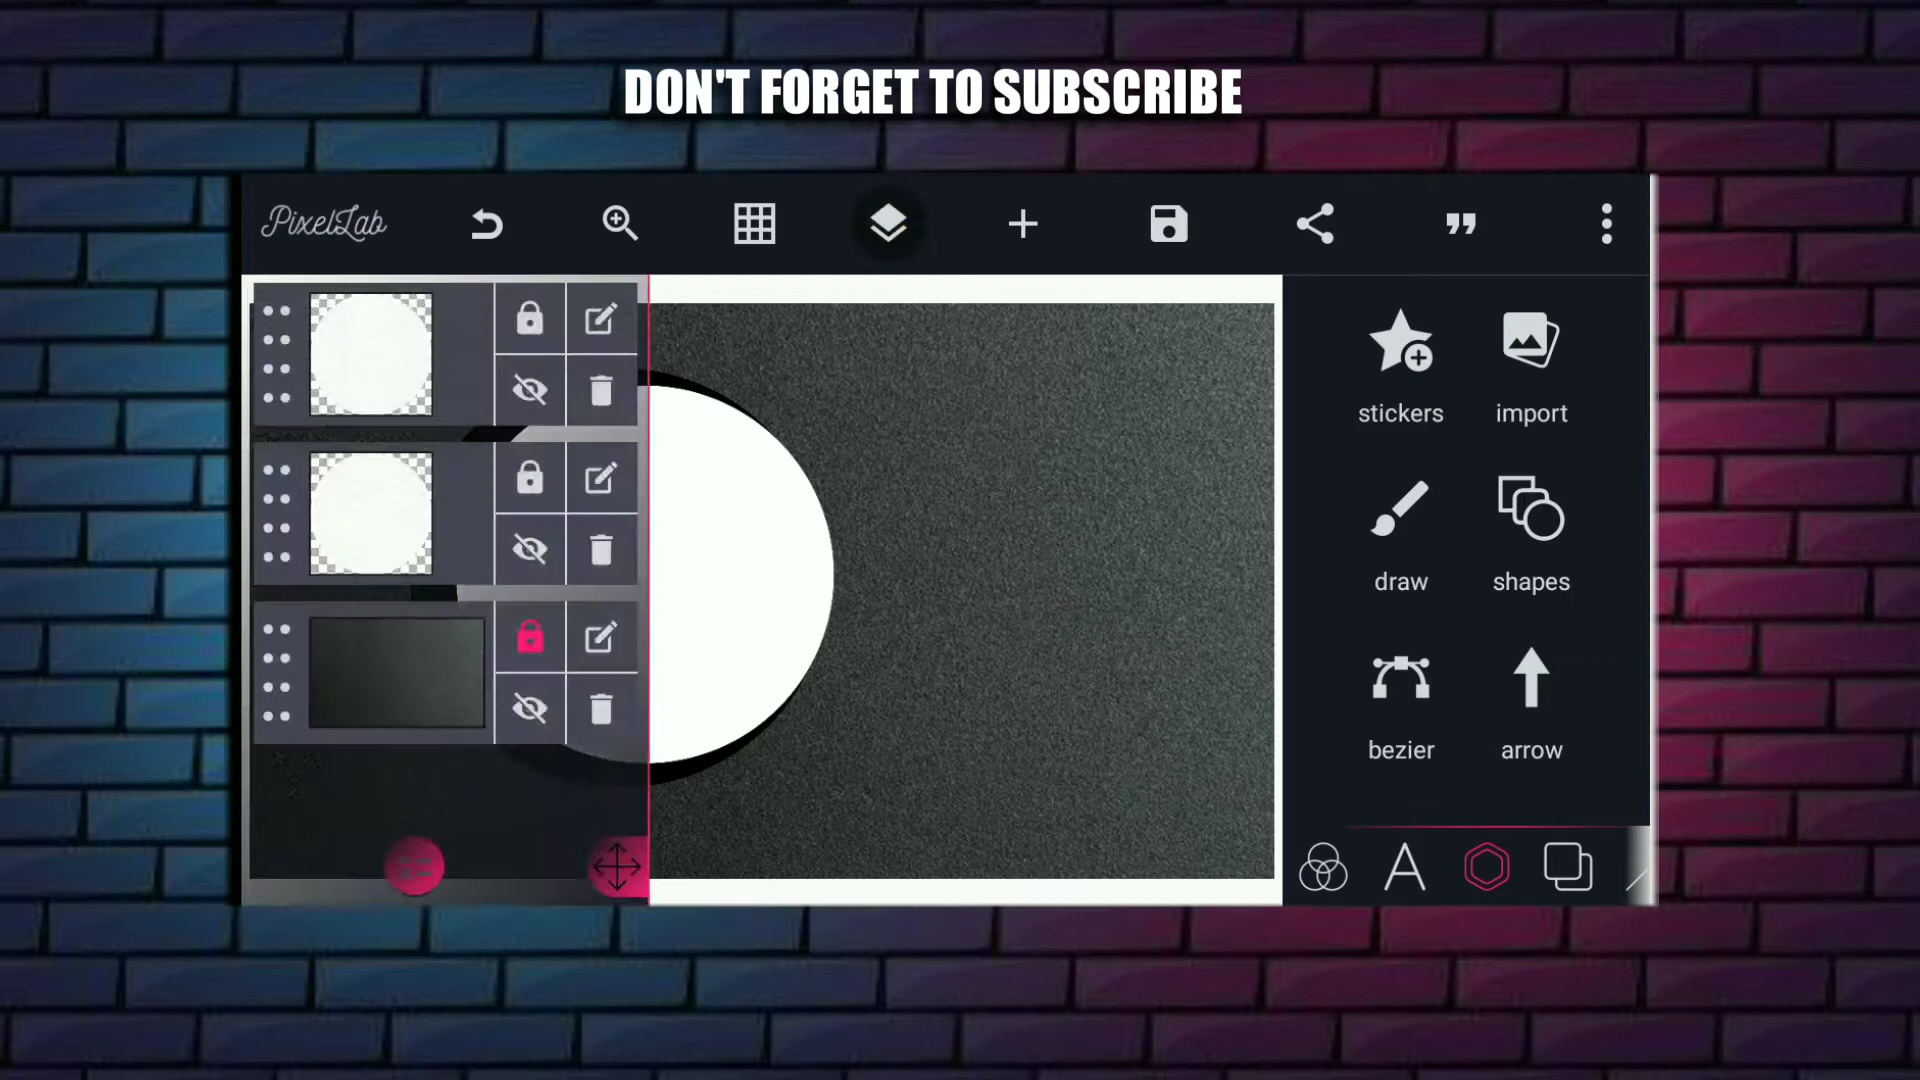 DON'T FORGET TO SUBSCRIBE
PixelLab
stickers import
draw shapes
bezier arrow